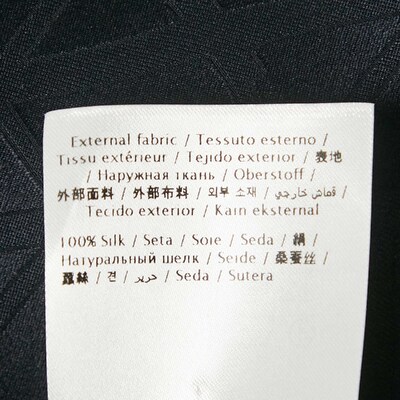 External fabric / Tessuto esterno /
Tissu extérieur / Tejido exterior / 表地
/ Наружная ткань / Oberstoff /
外部面料 / 外部布料 / 외부 소재 / قماش خارجي /
Tecido exterior / Kain eksternal
100% Silk / Seta / Soie / Seda / 絹 /
Натуральный шелк / Seide / 桑蚕丝 /
蠶絲 / 견 / حرير / Seda / Sutera